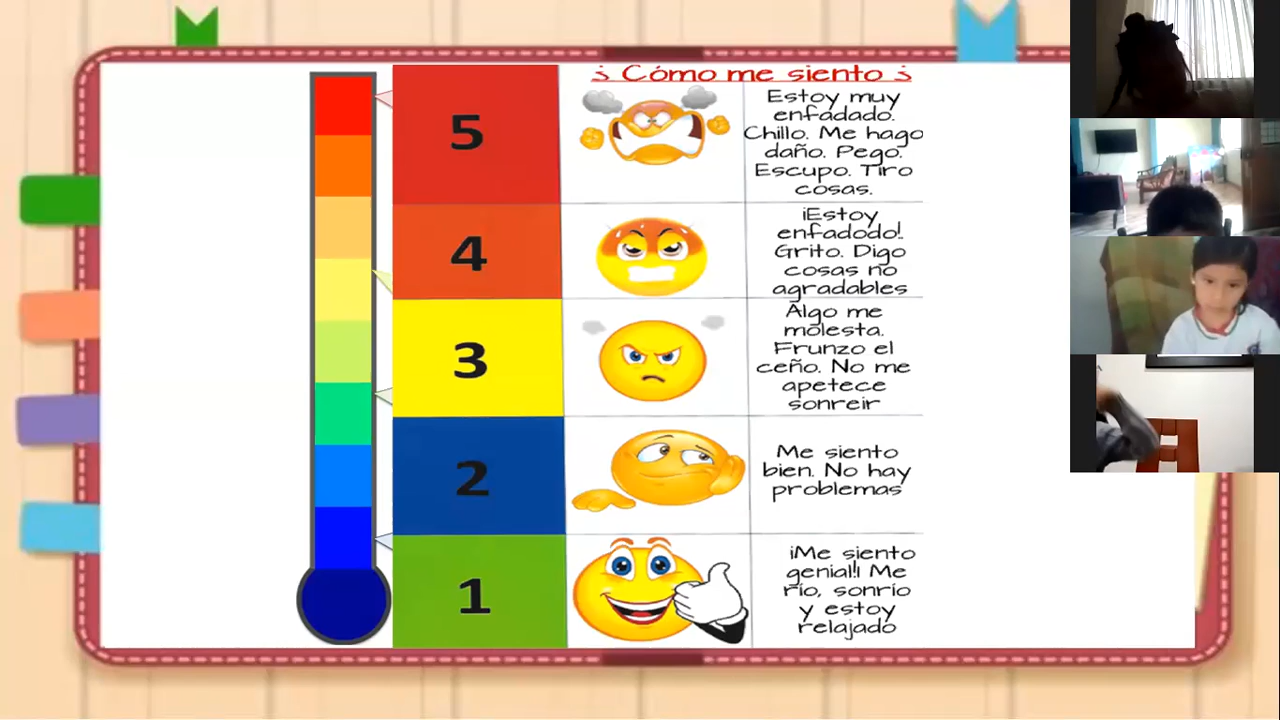 ¿ Cómo me siento ?
5
Estoy muy
enfadado.
Chillo. Me hago
daño. Pego.
Escupo. Tiro
cosas.
4
¡Estoy
enfadodo!
Grito. Digo
cosas no
agradables
3
Algo me
molesta.
Frunzo el
ceño. No me
apetece
sonreir
2
Me siento
bien. No hay
problemas
1
¡Me siento
genial!¡ Me
río, sonrío
y estoy
relajado